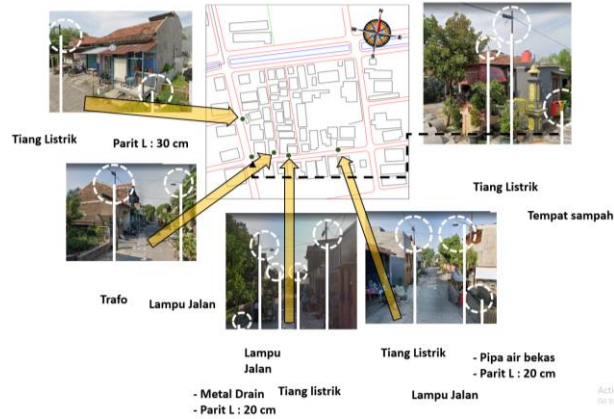 Tiang Listrik
Parit L : 30 cm
Tiang Listrik
Tempat sampah
Trafo
Lampu Jalan
Lampu
Jalan
- Metal Drain
- Parit L : 20 cm
Tiang listrik
Tiang Listrik
Lampu Jalan
- Pipa air bekas
- Parit L : 20 cm